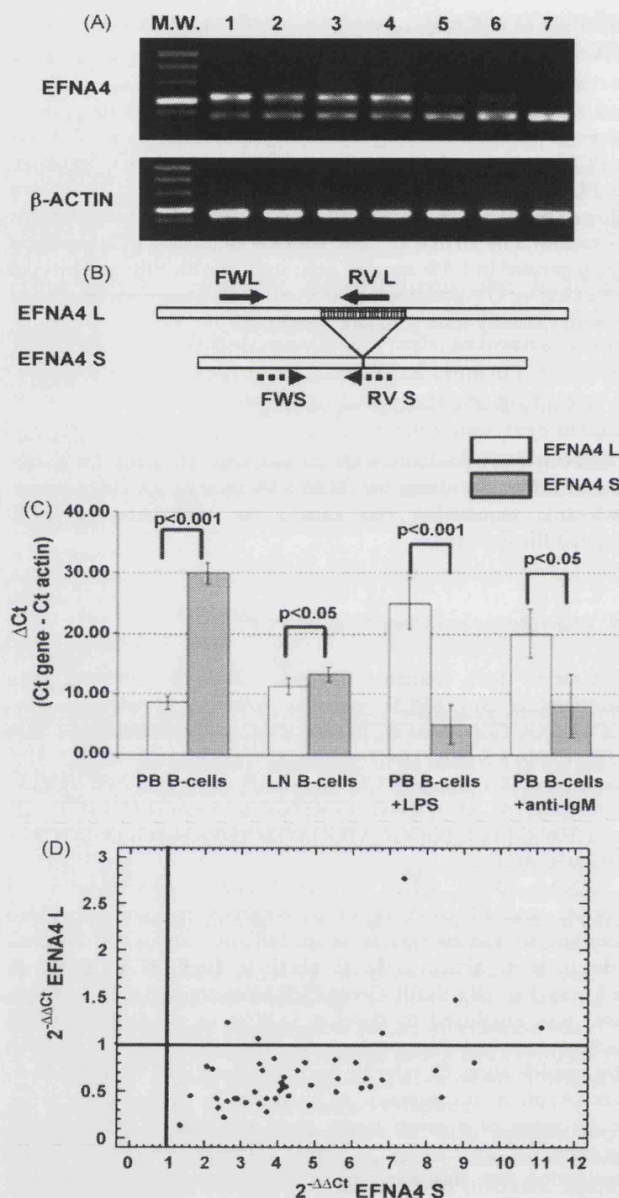 (A) M.W. 1 2 3 4 5 6 7
EFNA4
β-ACTIN
(B)
FWL RV L
EFNA4 L
EFNA4 S
FWS RV S
EFNA4 L
EFNA4 S
(C)
ΔCt
(Ct gene - Ct actin)
40.00
30.00
20.00
10.00
0.00
p<0.001
p<0.05
p<0.001
p<0.05
PB B-cells LN B-cells PB B-cells PB B-cells
+LPS +anti-IgM
(D)
2-ΔΔCt EFNA4 L
3
2.5
2
1.5
1
0.5
0
0 1 2 3 4 5 6 7 8 9 10 11 12
2-ΔΔCt EFNA4 S